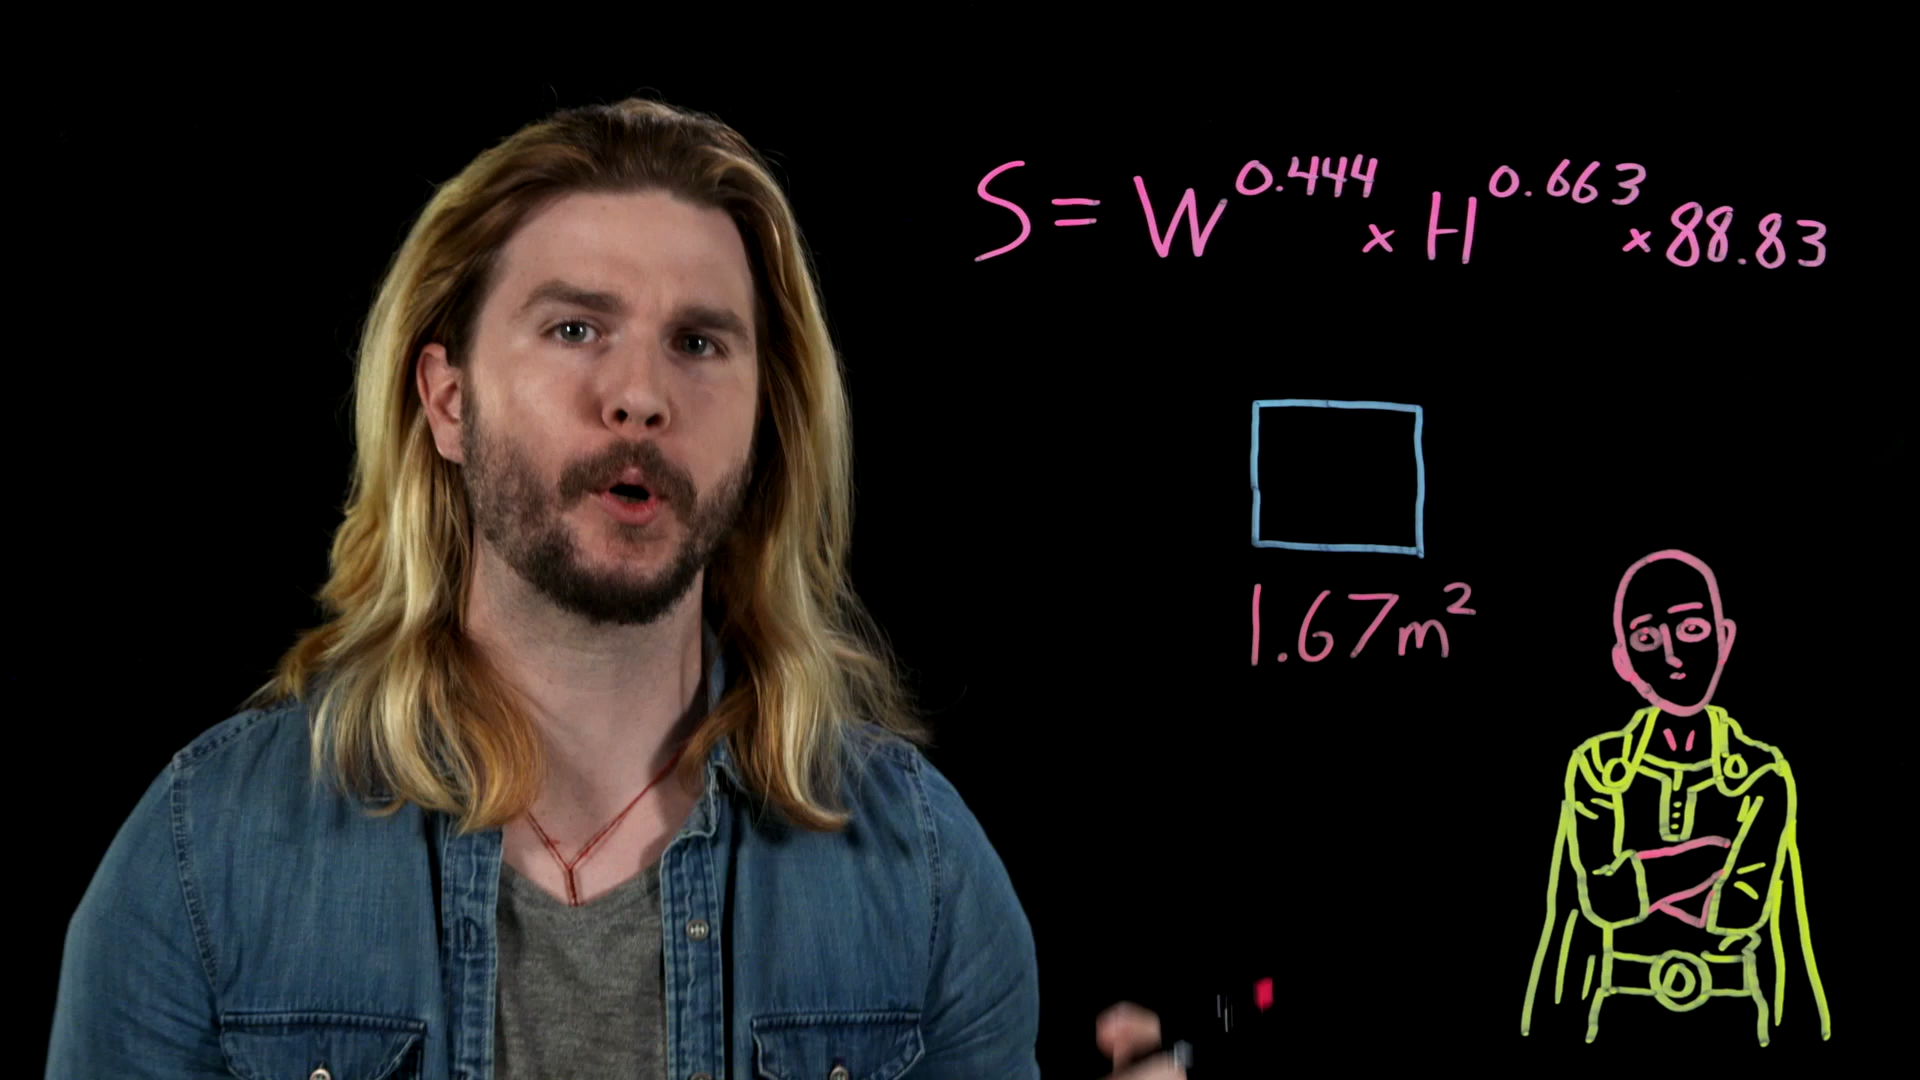 S = W^0.444 × H^0.663 × 88.83
1.67m²